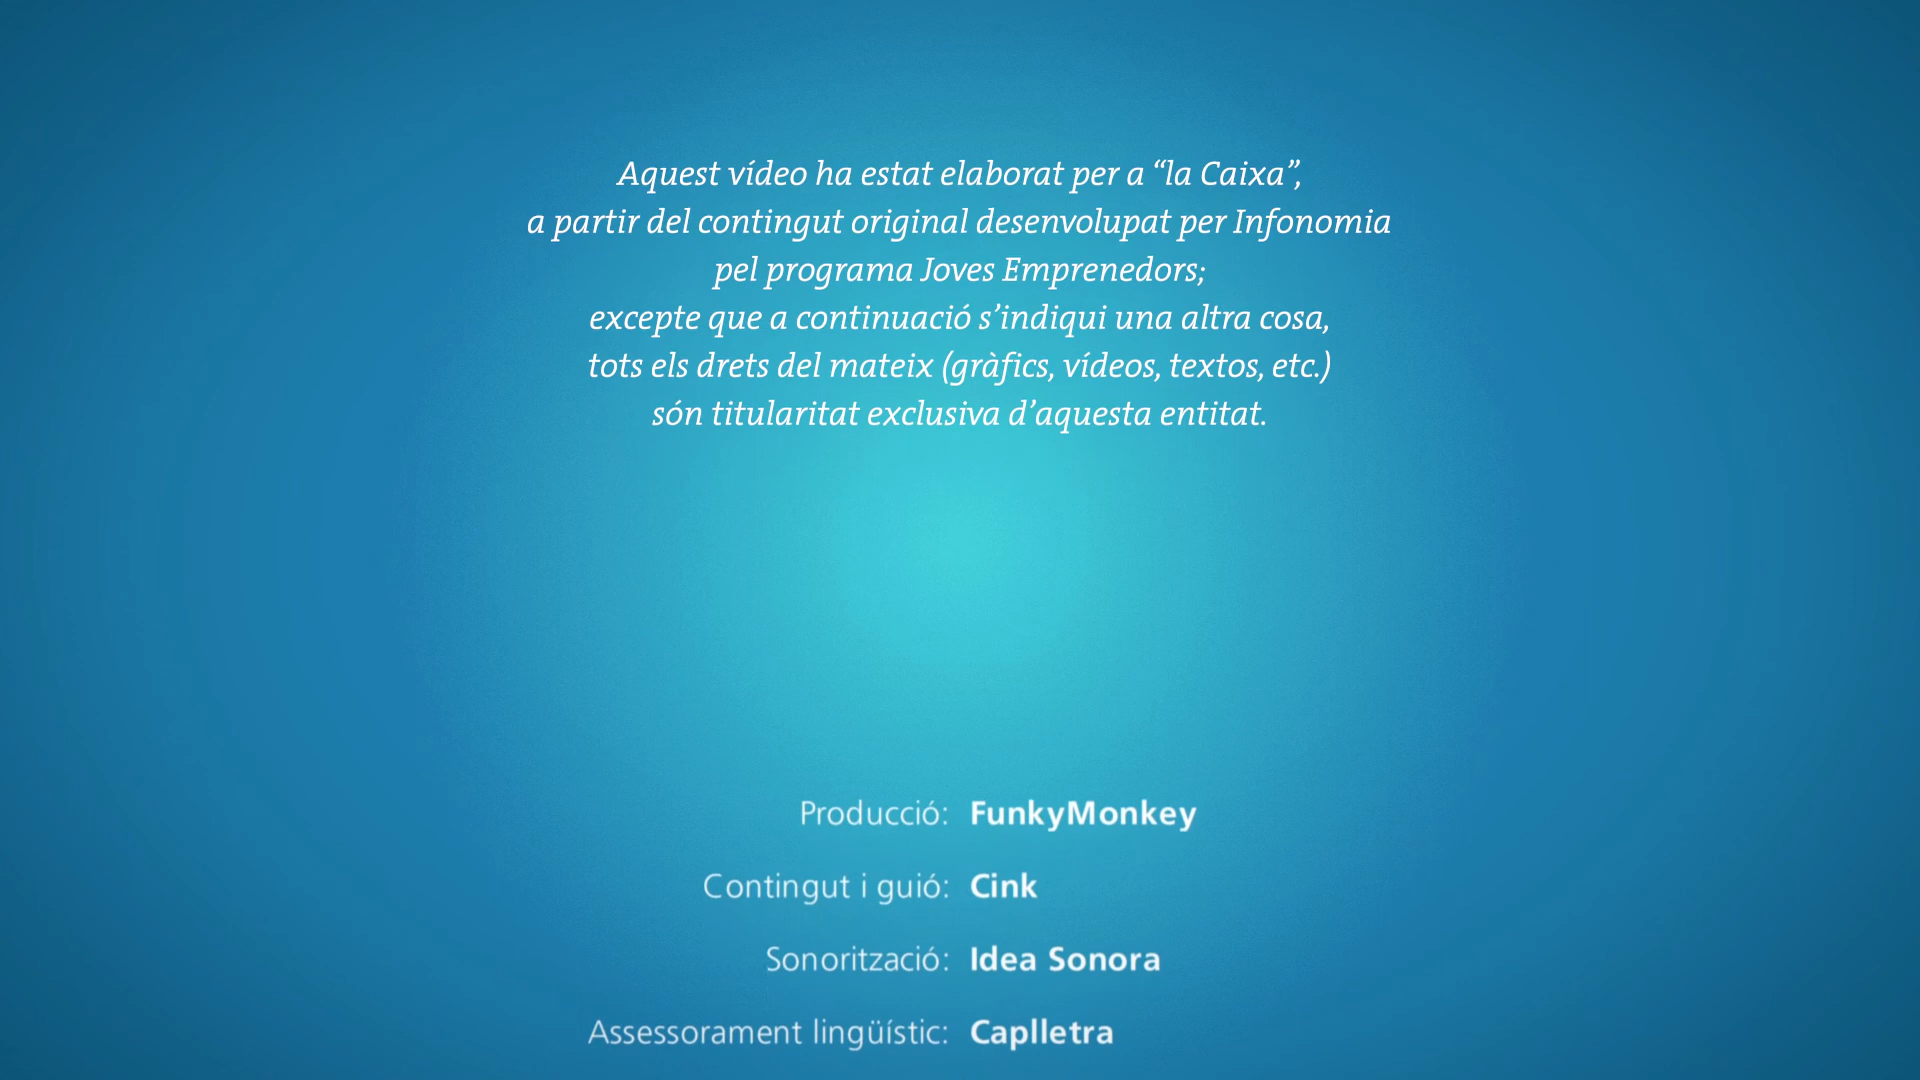 Aquest vídeo ha estat elaborat per a “la Caixa”,
a partir del contingut original desenvolupat per Infonomia
pel programa Joves Emprenedors;
excepte que a continuació s’indiqui una altra cosa,
tots els drets del mateix (gràfics, vídeos, textos, etc.)
són titularitat exclusiva d’aquesta entitat.
Producció: FunkyMonkey
Contingut i guió: Cink
Sonorització: Idea Sonora
Assessorament lingüístic: Caplletra